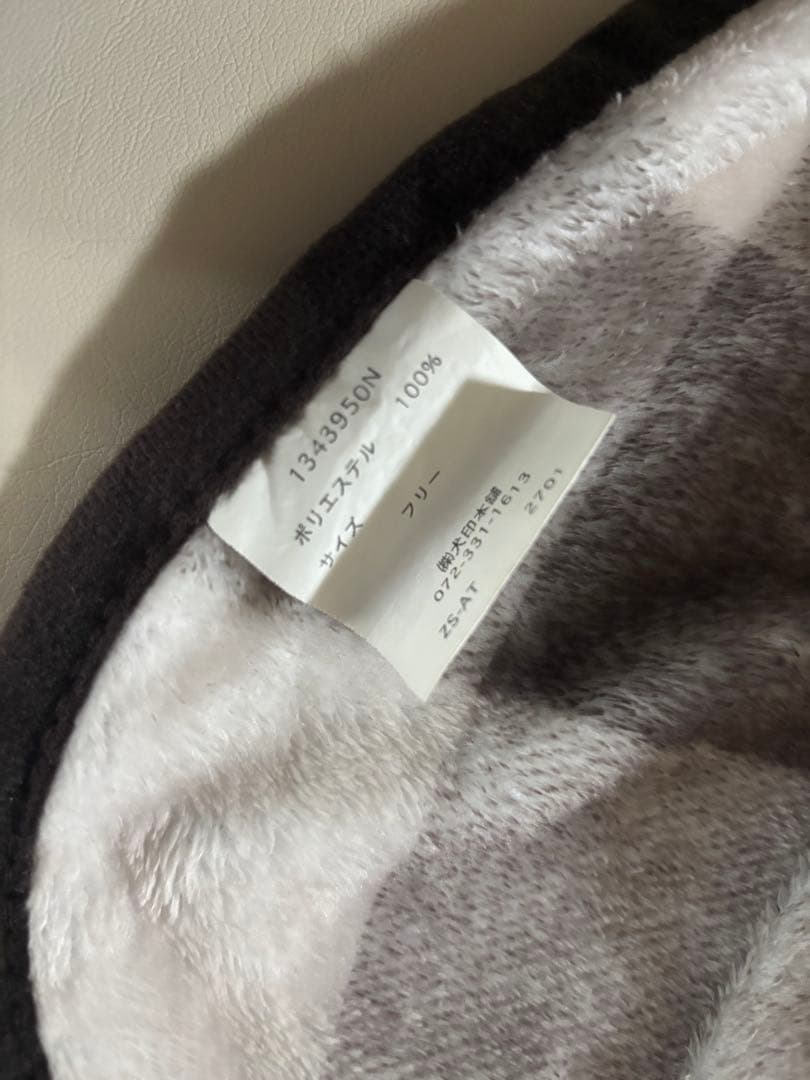 1343950N
ポリエステル 100%
サイズ フリー
㈱犬印本舗
072-331-1613
ZS-AT 2701